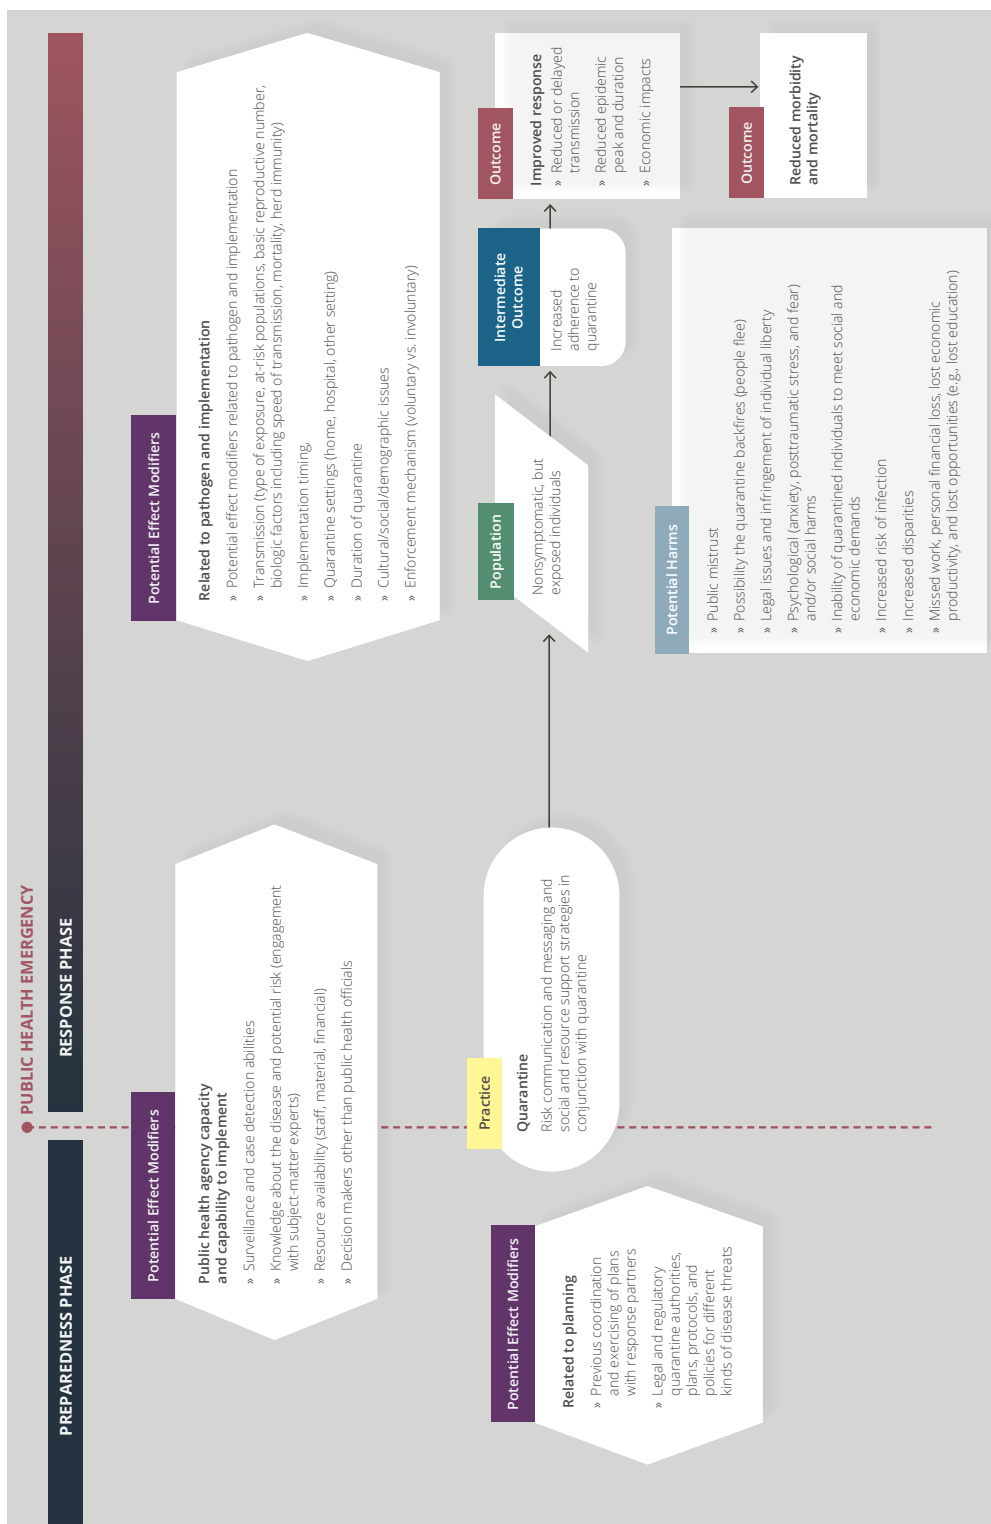 PUBLIC HEALTH EMERGENCY
PREPAREDNESS PHASE
RESPONSE PHASE
Potential Effect Modifiers
Public health agency capacity
and capability to implement
» Surveillance and case detection abilities
» Knowledge about the disease and potential risk (engagement
with subject-matter experts)
» Resource availability (staff, material, financial)
» Decision makers other than public health officials
Potential Effect Modifiers
Related to pathogen and implementation
» Potential effect modifiers related to pathogen and implementation
» Transmission (type of exposure, at-risk populations, basic reproductive number,
biologic factors including speed of transmission, mortality, herd immunity)
» Implementation timing,
» Quarantine settings (home, hospital, other setting)
» Duration of quarantine
» Cultural/social/demographic issues
» Enforcement mechanism (voluntary vs. involuntary)
Potential Effect Modifiers
Related to planning
» Previous coordination
and exercising of plans
with response partners
» Legal and regulatory
quarantine authorities,
plans, protocols, and
policies for different
kinds of disease threats
Practice
Quarantine
Risk communication and messaging and
social and resource support strategies in
conjunction with quarantine
Population
Nonsymptomatic, but
exposed individuals
Intermediate
Outcome
Increased
adherence to
quarantine
Outcome
Improved response
» Reduced or delayed
transmission
» Reduced epidemic
peak and duration
» Economic impacts
Outcome
Reduced morbidity
and mortality
Potential Harms
» Public mistrust
» Possibility the quarantine backfires (people flee)
» Legal issues and infringement of individual liberty
» Psychological (anxiety, posttraumatic stress, and fear)
and/or social harms
» Inability of quarantined individuals to meet social and
economic demands
» Increased risk of infection
» Increased disparities
» Missed work, personal financial loss, lost economic
productivity, and lost opportunities (e.g., lost education)